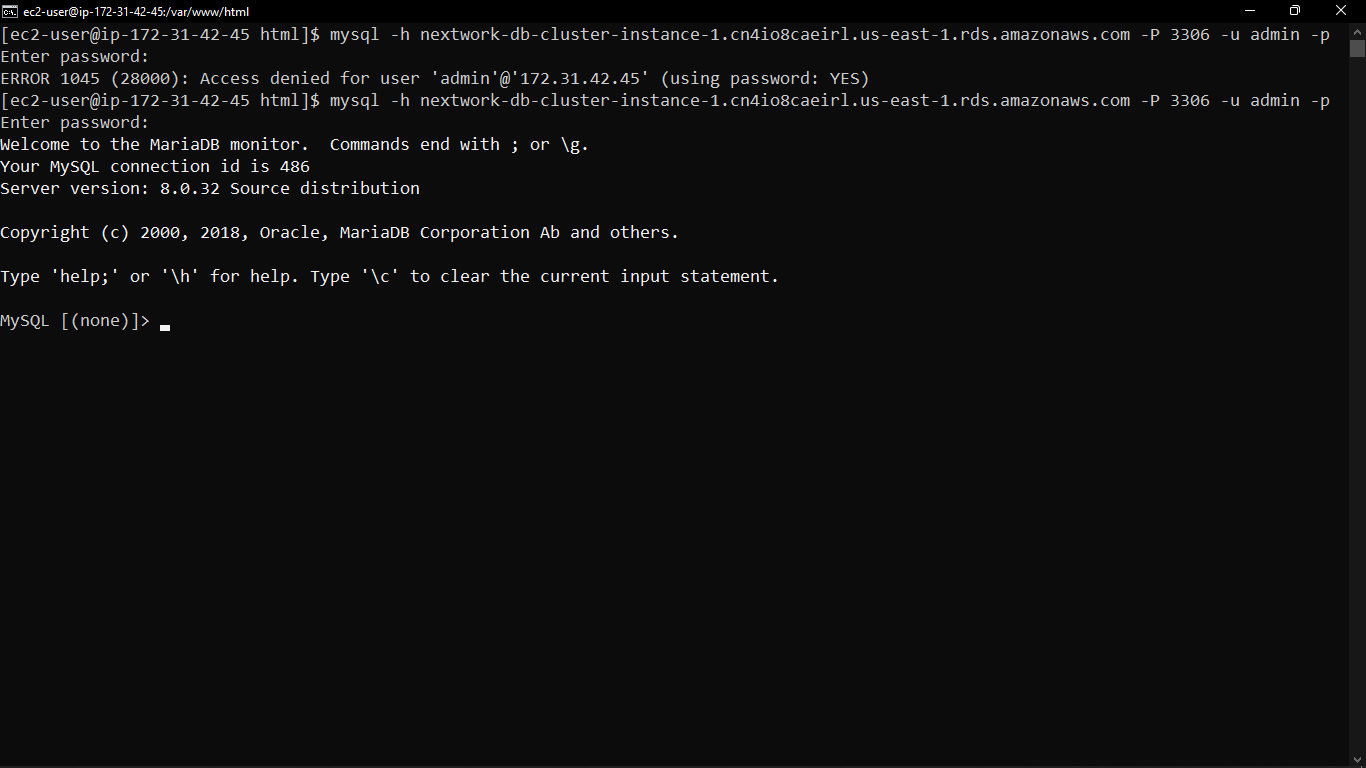 ec2-user@ip-172-31-42-45:/var/www/html
[ec2-user@ip-172-31-42-45 html]$ mysql -h nextwork-db-cluster-instance-1.cn4io8caeirl.us-east-1.rds.amazonaws.com -P 3306 -u admin -p
Enter password:
ERROR 1045 (28000): Access denied for user 'admin'@'172.31.42.45' (using password: YES)
[ec2-user@ip-172-31-42-45 html]$ mysql -h nextwork-db-cluster-instance-1.cn4io8caeirl.us-east-1.rds.amazonaws.com -P 3306 -u admin -p
Enter password:
Welcome to the MariaDB monitor.  Commands end with ; or \g.
Your MySQL connection id is 486
Server version: 8.0.32 Source distribution
Copyright (c) 2000, 2018, Oracle, MariaDB Corporation Ab and others.
Type 'help;' or '\h' for help. Type '\c' to clear the current input statement.
MySQL [(none)]>